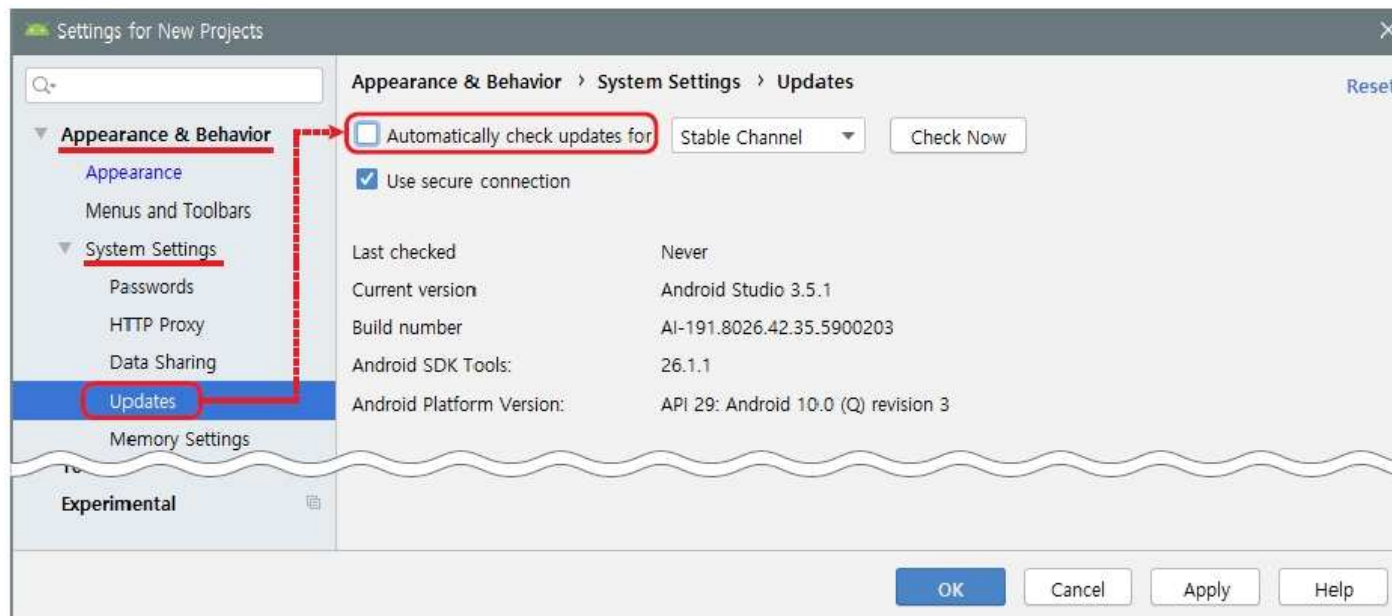 Settings for New Projects
Appearance & Behavior > System Settings > Updates
Reset
Appearance & Behavior
Automatically check updates for
Stable Channel
Check Now
Appearance
Use secure connection
Menus and Toolbars
System Settings
Last checked Never
Passwords
Current version Android Studio 3.5.1
HTTP Proxy
Build number AI-191.8026.42.35.5900203
Data Sharing
Android SDK Tools: 26.1.1
Updates
Android Platform Version: API 29: Android 10.0 (Q) revision 3
Memory Settings
Experimental
OK
Cancel
Apply
Help